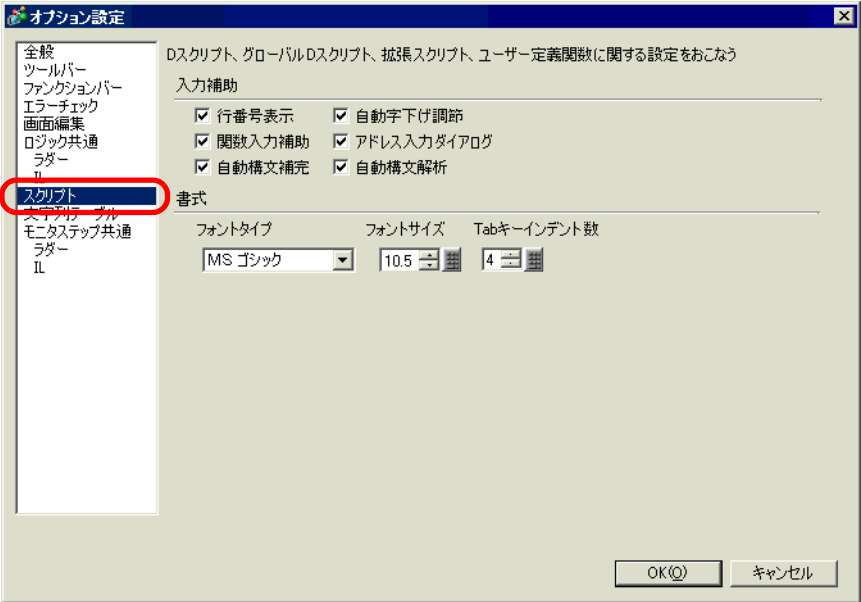 オプション設定
全般
ツールバー
ファンクションバー
エラーチェック
画面編集
ロジック共通
ラダー
IL
スクリプト
文字列テーブル
モニタステップ共通
ラダー
IL
Dスクリプト、グローバルDスクリプト、拡張スクリプト、ユーザー定義関数に関する設定をおこなう
入力補助
行番号表示 自動字下げ調節
関数入力補助 アドレス入力ダイアログ
自動構文補完 自動構文解析
書式
フォントタイプ フォントサイズ Tabキーインデント数
MS ゴシック 10.5 4
OK(O) キャンセル